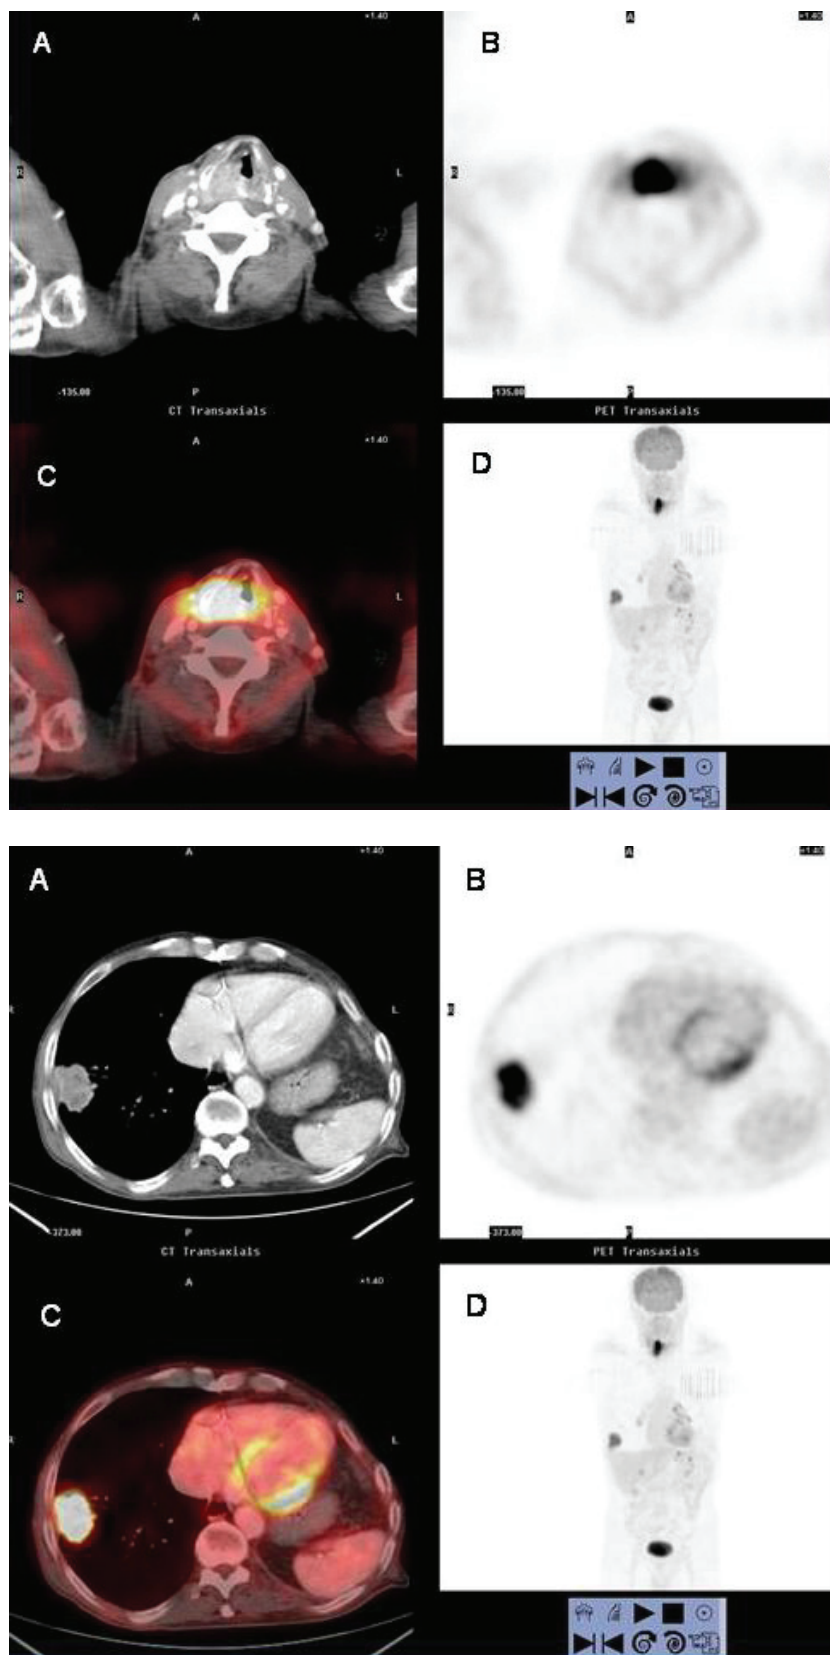 A
A
×1.40
R
L
-135.00
P
CT Transaxials
B
A
×1.40
R
-135.00
P
PET Transaxials
C
A
×1.40
R
L
D
A
A
×1.40
R
L
-373.00
P
CT Transaxials
B
A
×1.40
R
-373.00
P
PET Transaxials
C
A
×1.40
R
L
D